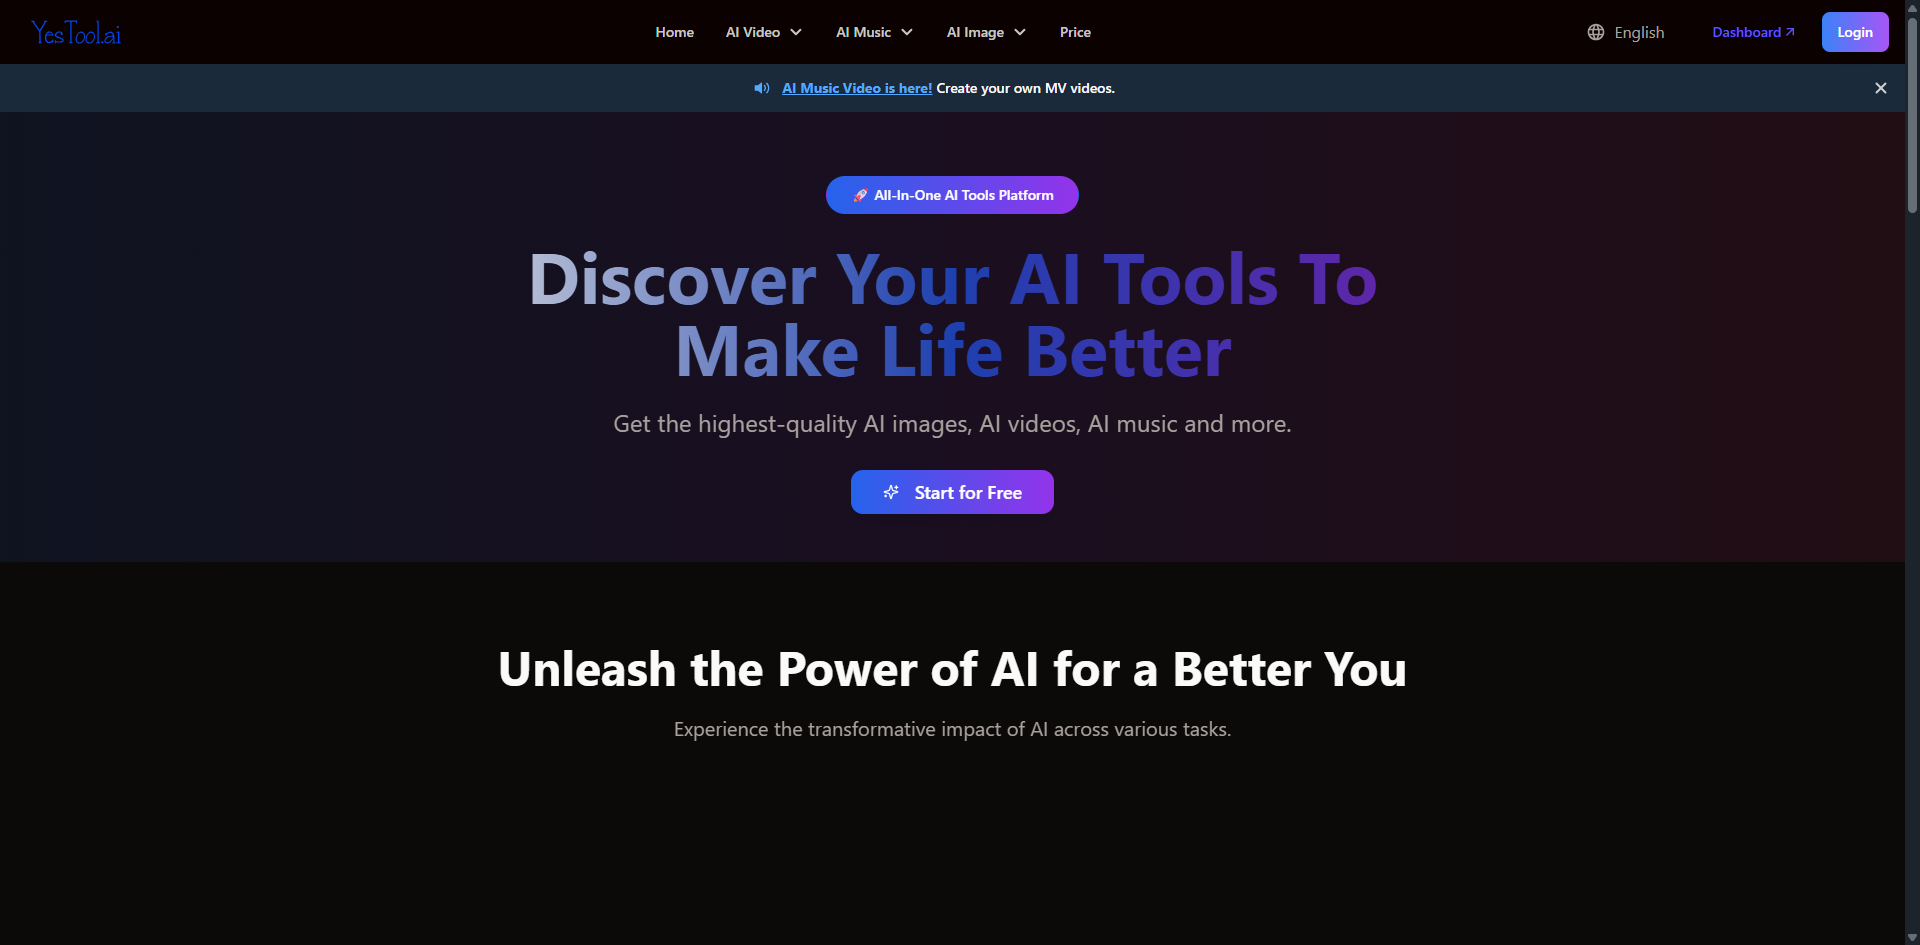 YesTool.ai
Home AI Video AI Music AI Image Price
English Dashboard Login
AI Music Video is here! Create your own MV videos.
All-In-One AI Tools Platform
Discover Your AI Tools To
Make Life Better
Get the highest-quality AI images, AI videos, AI music and more.
Start for Free
Unleash the Power of AI for a Better You
Experience the transformative impact of AI across various tasks.